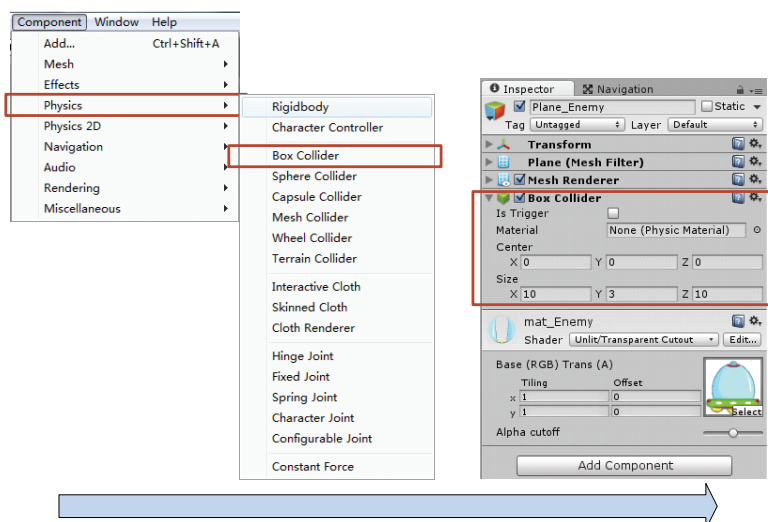 Component Window Help
Add... Ctrl+Shift+A
Mesh
Effects
Physics
Physics 2D
Navigation
Audio
Rendering
Miscellaneous
Rigidbody
Character Controller
Box Collider
Sphere Collider
Capsule Collider
Mesh Collider
Wheel Collider
Terrain Collider
Interactive Cloth
Skinned Cloth
Cloth Renderer
Hinge Joint
Fixed Joint
Spring Joint
Character Joint
Configurable Joint
Constant Force
Inspector Navigation
Plane_Enemy Static
Tag Untagged Layer Default
Transform
Plane (Mesh Filter)
Mesh Renderer
Box Collider
Is Trigger
Material None (Physic Material)
Center
X 0 Y 0 Z 0
Size
X 10 Y 3 Z 10
mat_Enemy
Shader Unlit/Transparent Cutout Edit...
Base (RGB) Trans (A)
Tiling Offset
x 1 0
y 1 0
Select
Alpha cutoff
Add Component